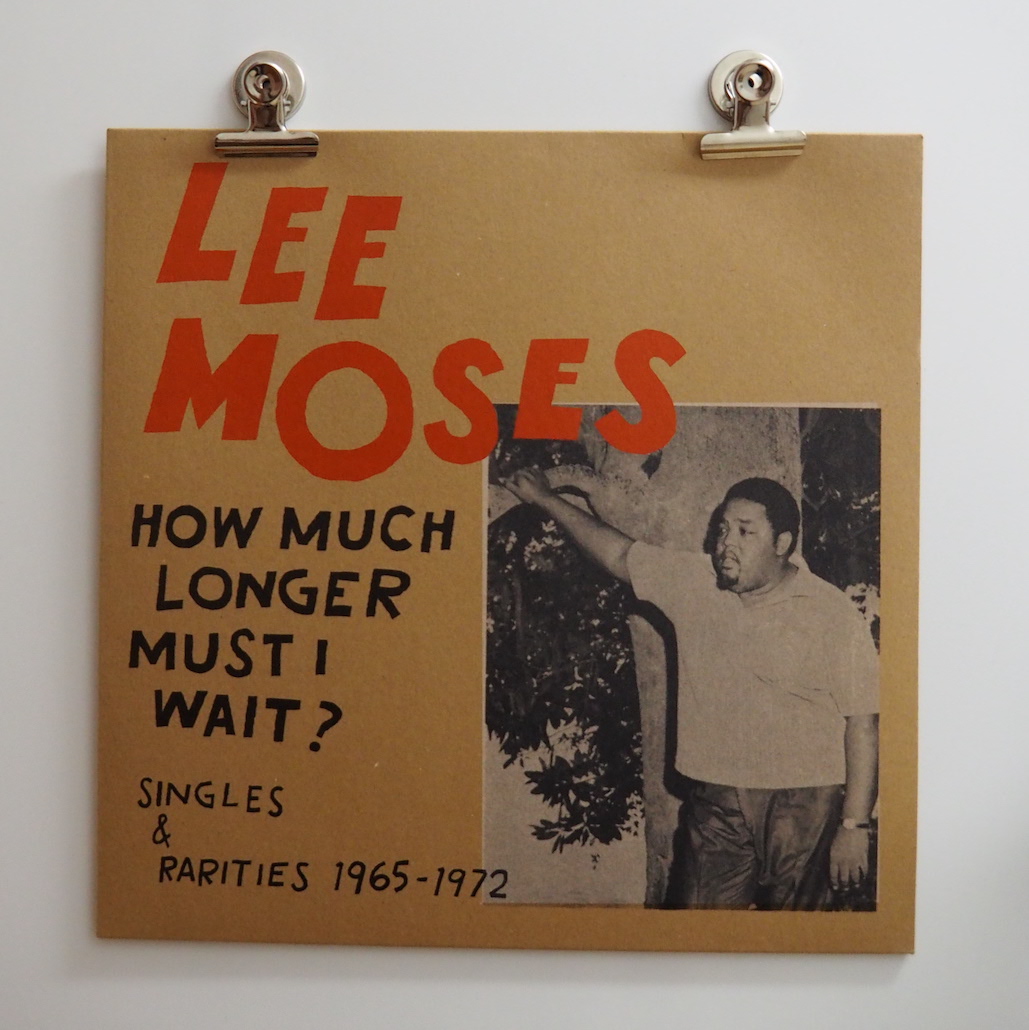 LEE
MOSES
HOW MUCH
LONGER
MUST I
WAIT?
SINGLES
&
RARITIES 1965-1972